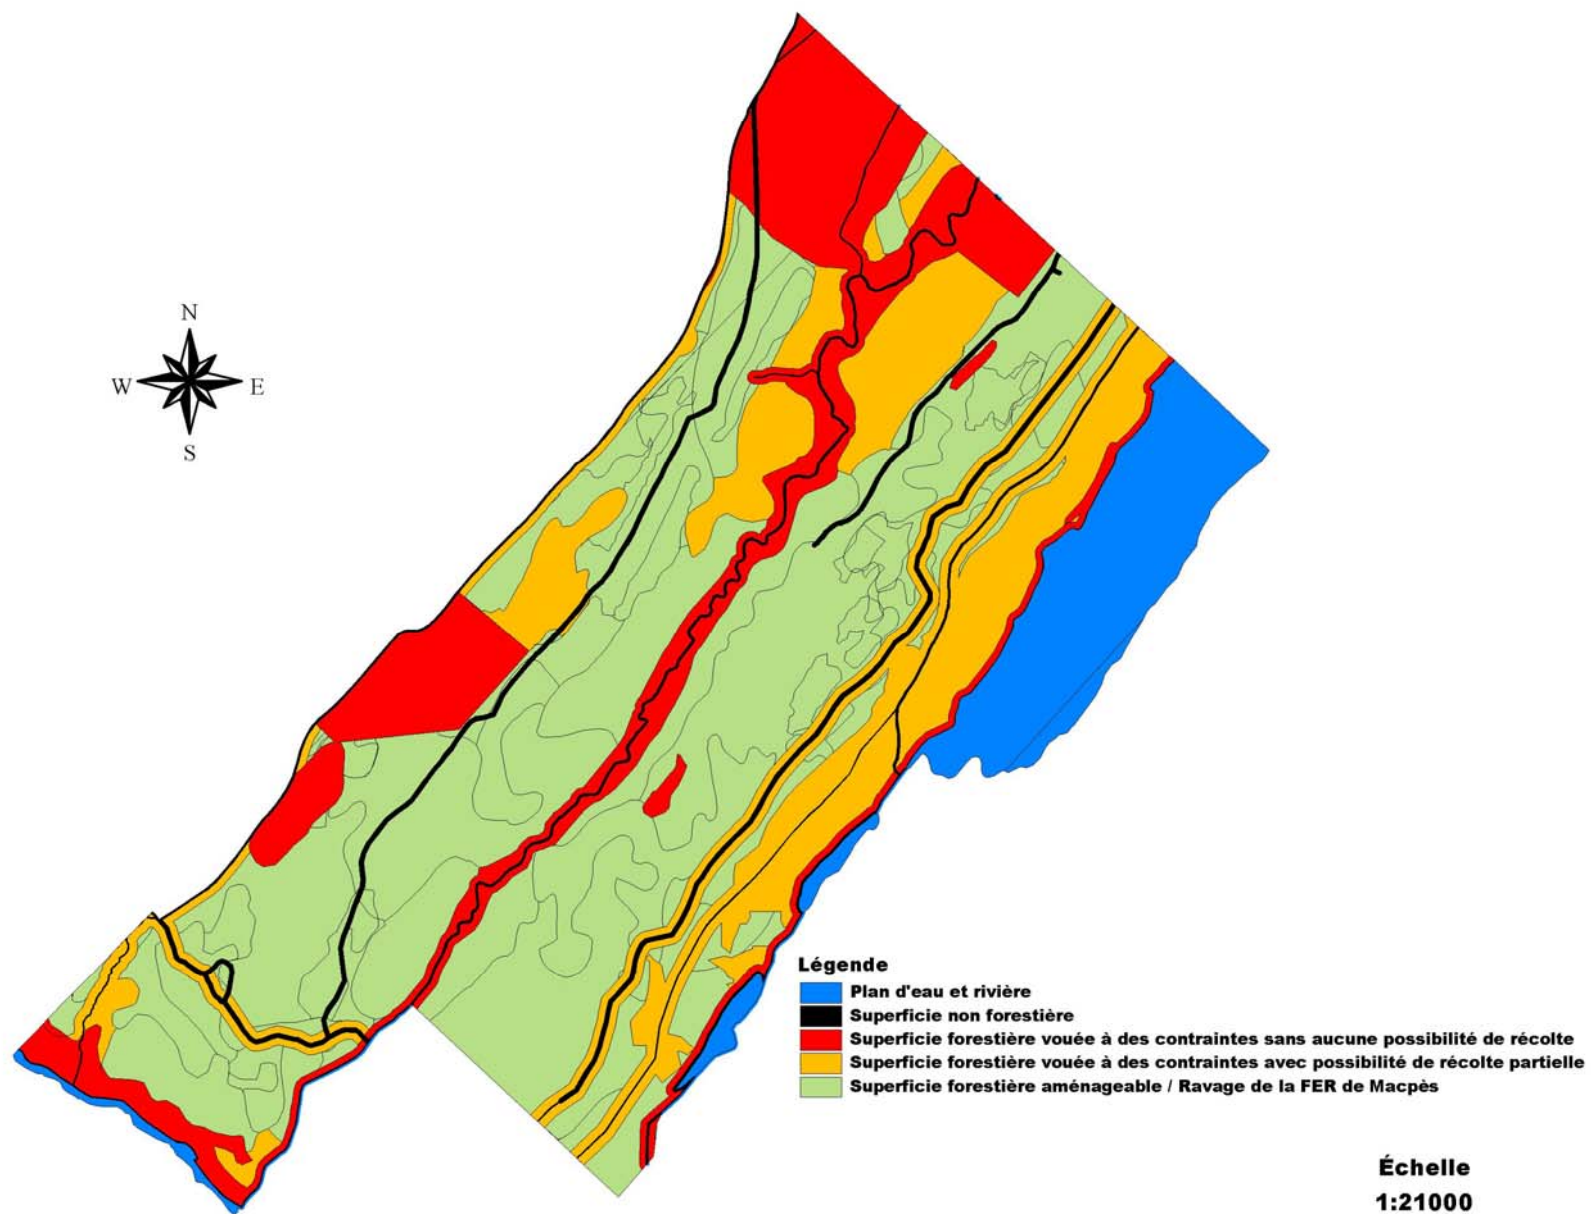 N
W
E
S
Légende
Plan d'eau et rivière
Superficie non forestière
Superficie forestière vouée à des contraintes sans aucune possibilité de récolte
Superficie forestière vouée à des contraintes avec possibilité de récolte partielle
Superficie forestière aménageable / Ravage de la FER de Macpès
Échelle
1:21000